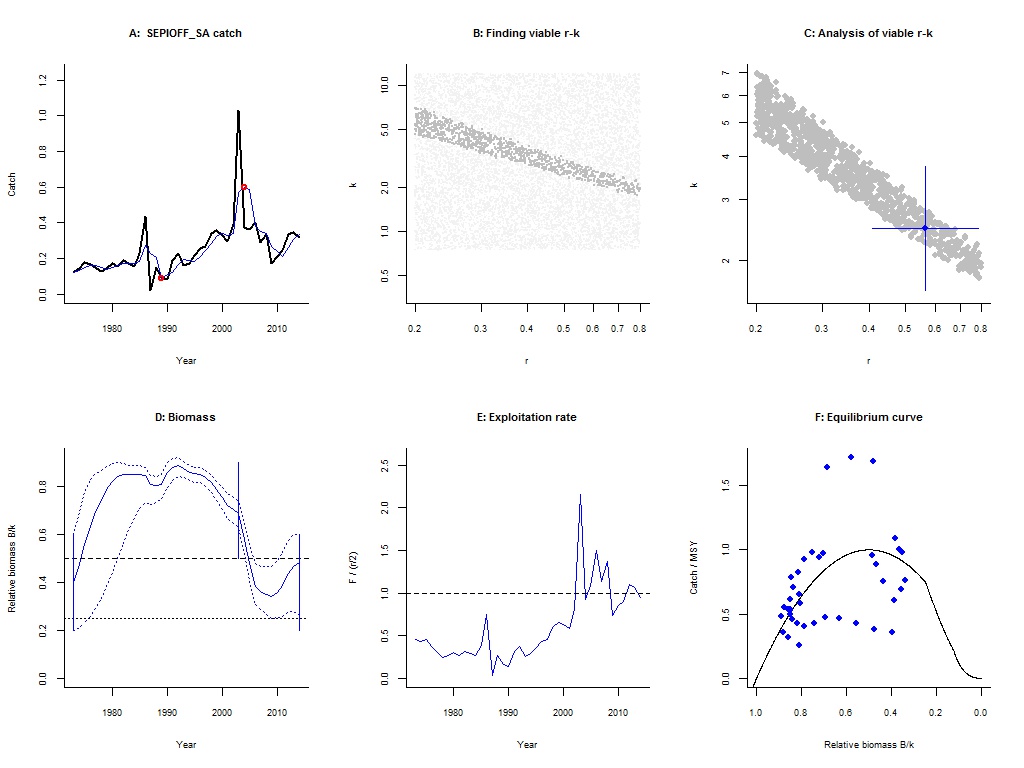 A:  SEPIOFF_SA catch
Catch
0.0 0.2 0.4 0.6 0.8 1.0 1.2
1980 1990 2000 2010
Year
B: Finding viable r-k
k
0.5 1.0 2.0 5.0 10.0
0.2 0.3 0.4 0.5 0.6 0.7 0.8
r
C: Analysis of viable r-k
k
2 3 4 5 6 7
0.2 0.3 0.4 0.5 0.6 0.7 0.8
r
D: Biomass
Relative biomass B/k
0.0 0.2 0.4 0.6 0.8
1980 1990 2000 2010
Year
E: Exploitation rate
F / (r/2)
0.0 0.5 1.0 1.5 2.0 2.5
1980 1990 2000 2010
Year
F: Equilibrium curve
Catch / MSY
0.0 0.5 1.0 1.5
1.0 0.8 0.6 0.4 0.2 0.0
Relative biomass B/k